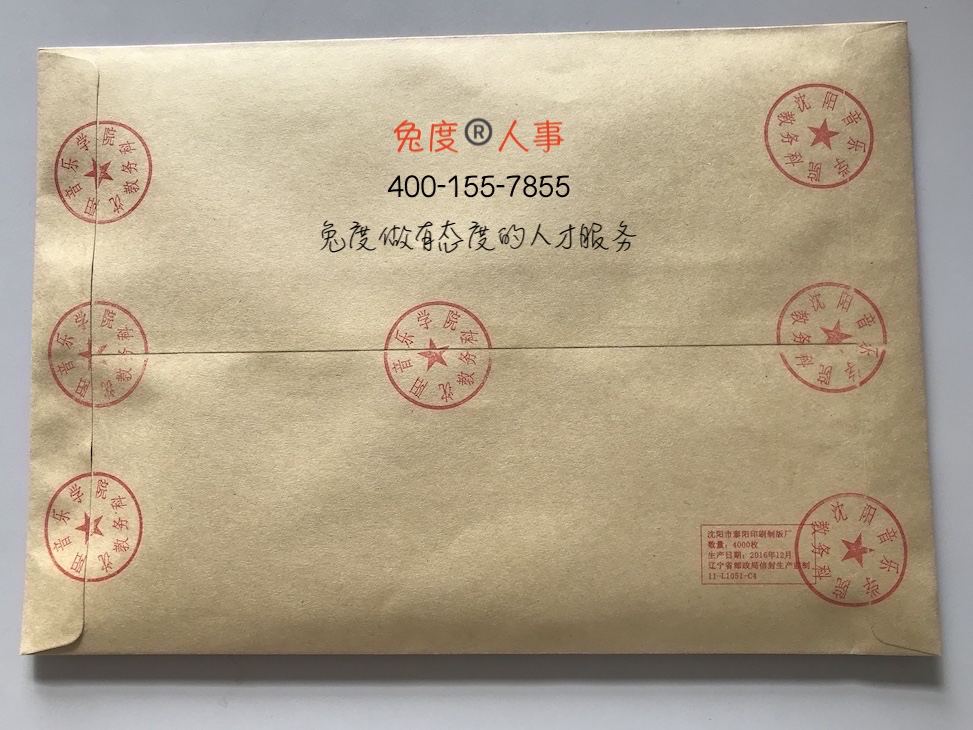 兔度®人事
400-155-7855
兔度做有态度的人才服务
沈阳音乐学院
教务科
沈阳音乐学院
教务科
沈阳音乐学院
教务科
沈阳音乐学院
教务科
沈阳音乐学院
教务科
沈阳音乐学院
教务科
沈阳音乐学院
教务科
沈阳市泰阳印刷制版厂
数量：4000枚
生产日期：2016年12月
辽宁省邮政局信封生产监制
11-L1051-C4